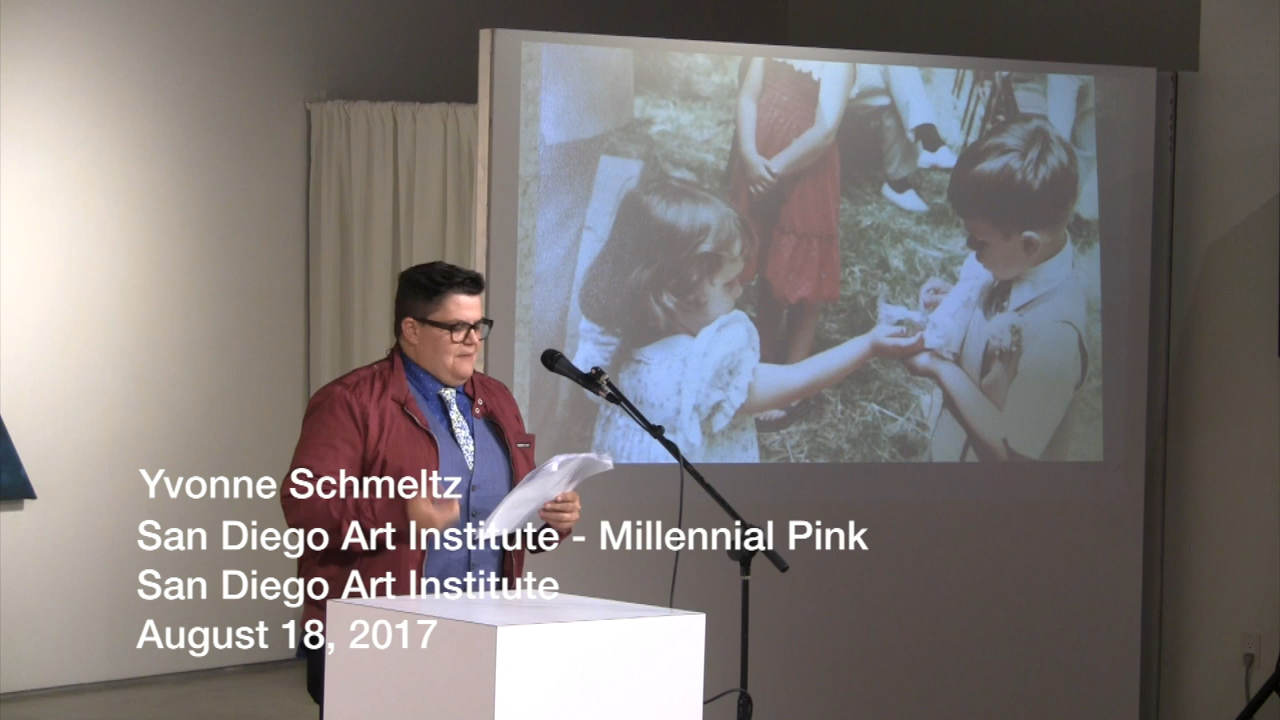 Yvonne Schmeltz
San Diego Art Institute - Millennial Pink
San Diego Art Institute
August 18, 2017